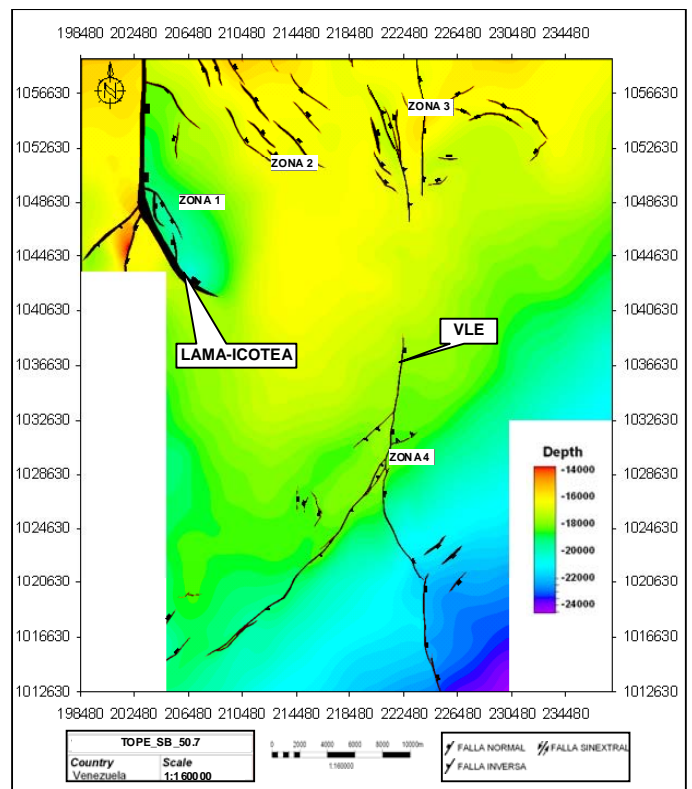 198480 202480 206480 210480 214480 218480 222480 226480 230480 234480
1056630 1056630
ZONA 3
1052630 1052630
ZONA 2
1048630 1048630
ZONA 1
1044630 1044630
1040630 1040630
VLE
LAMA-ICOTEA
1036630 1036630
1032630 1032630
ZONA4
Depth
1028630 1028630
-14000
-16000
1024630 1024630
-18000
-20000
1020630 1020630
-22000
-24000
1016630 1016630
1012630 1012630
198480 202480 206480 210480 214480 218480 222480 226480 230480 234480
TOPE_SB_50.7
Country Scale
Venezuela 1:160000
0 2000 4000 6000 8000 10000m
1:160000
FALLA NORMAL FALLA SINEXTRAL
FALLA INVERSA
N